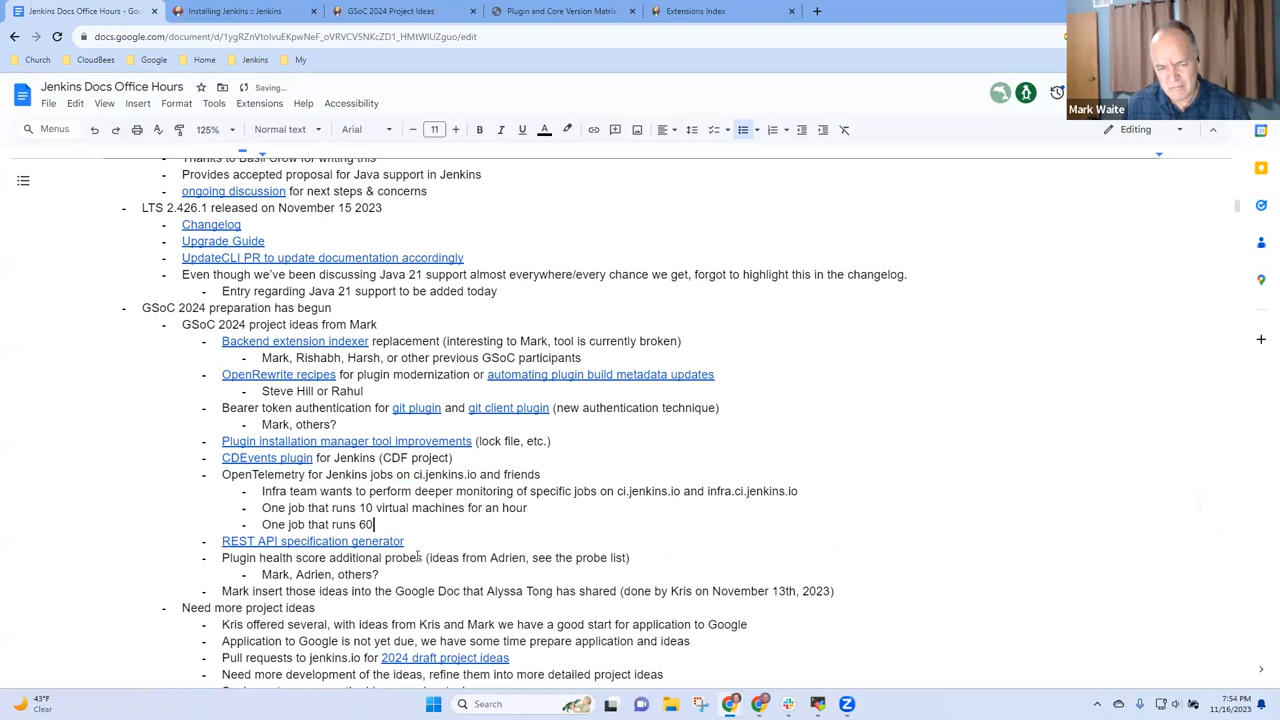 Jenkins Docs Office Hours - Go
Installing Jenkins
GSoC 2024 Project Ideas
Plugin and Core Version Matrix
Extensions Index
docs.google.com/document/d/1ygRZnVtoIvuEKpwNeF_oVRVCV5NKcZD1_HMtWIUZguo/edit
Church CloudBees Google Home Jenkins My
Jenkins Docs Office Hours
Saving...
File Edit View Insert Format Tools Extensions Help Accessibility
Mark Waite
Menus 125% Normal text Arial 11 B I U A Editing
Thanks to Basil Crow for writing this
- Provides accepted proposal for Java support in Jenkins
- ongoing discussion for next steps & concerns
- LTS 2.426.1 released on November 15 2023
- Changelog
- Upgrade Guide
- UpdateCLI PR to update documentation accordingly
- Even though we've been discussing Java 21 support almost everywhere/every chance we get, forgot to highlight this in the changelog.
- Entry regarding Java 21 support to be added today
- GSoC 2024 preparation has begun
- GSoC 2024 project ideas from Mark
- Backend extension indexer replacement (interesting to Mark, tool is currently broken)
- Mark, Rishabh, Harsh, or other previous GSoC participants
- OpenRewrite recipes for plugin modernization or automating plugin build metadata updates
- Steve Hill or Rahul
- Bearer token authentication for git plugin and git client plugin (new authentication technique)
- Mark, others?
- Plugin installation manager tool improvements (lock file, etc.)
- CDEvents plugin for Jenkins (CDF project)
- OpenTelemetry for Jenkins jobs on ci.jenkins.io and friends
- Infra team wants to perform deeper monitoring of specific jobs on ci.jenkins.io and infra.ci.jenkins.io
- One job that runs 10 virtual machines for an hour
- One job that runs 60
- REST API specification generator
- Plugin health score additional probes (ideas from Adrien, see the probe list)
- Mark, Adrien, others?
- Mark insert those ideas into the Google Doc that Alyssa Tong has shared (done by Kris on November 13th, 2023)
- Need more project ideas
- Kris offered several, with ideas from Kris and Mark we have a good start for application to Google
- Application to Google is not yet due, we have some time prepare application and ideas
- Pull requests to jenkins.io for 2024 draft project ideas
- Need more development of the ideas, refine them into more detailed project ideas
43°F
Clear
Search
7:54 PM
11/16/2023